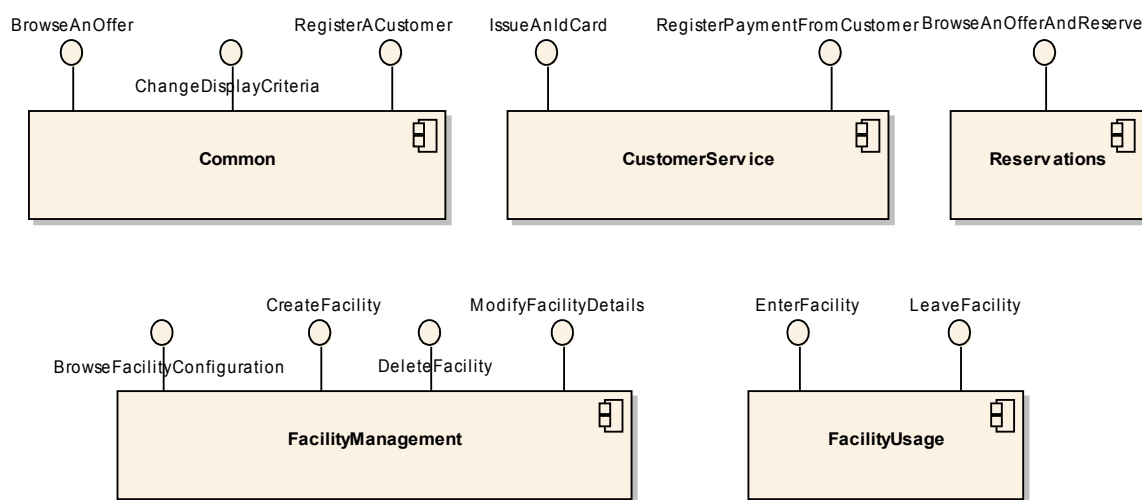 BrowseAnOffer
RegisterACustomer
IssueAnIdCard
RegisterPaymentFromCustomer
BrowseAnOfferAndReserve
ChangeDisplayCriteria
Common
CustomerService
Reservations
CreateFacility
ModifyFacilityDetails
EnterFacility
LeaveFacility
BrowseFacilityConfiguration
DeleteFacility
FacilityManagement
FacilityUsage